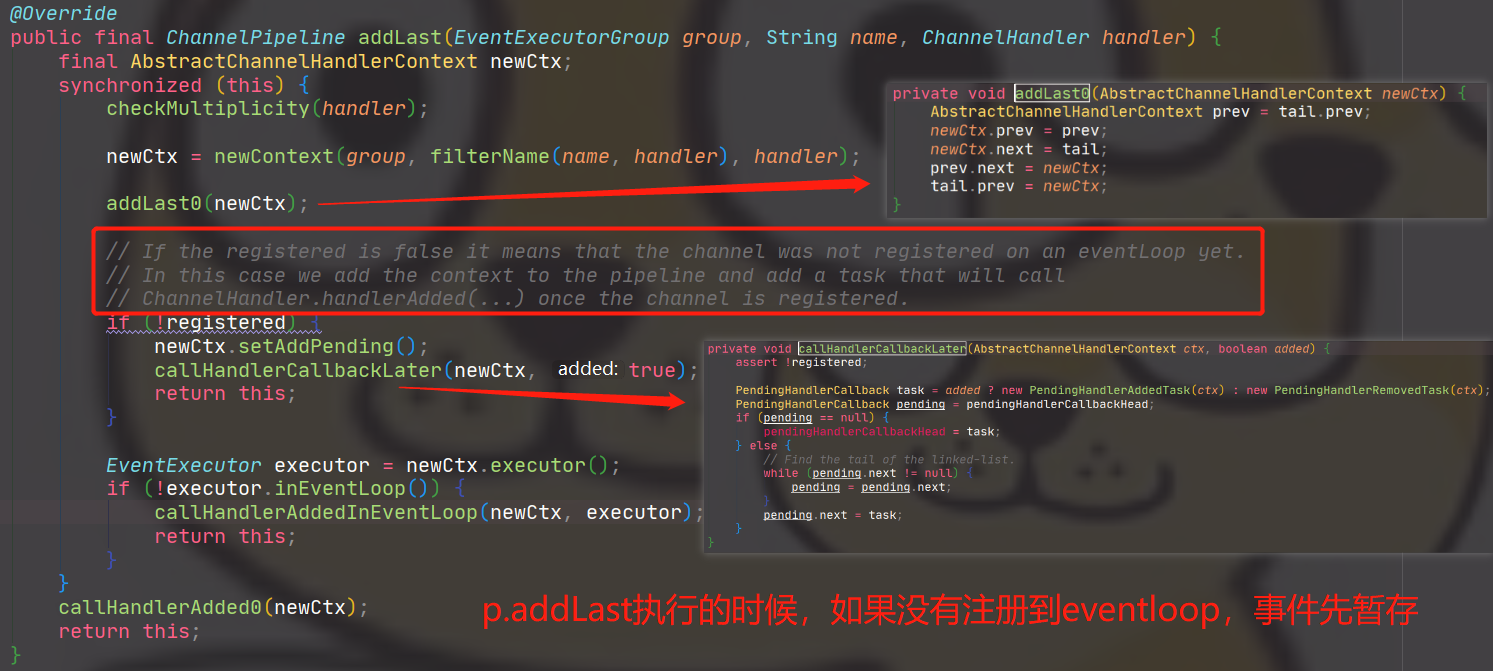 @Override
public final ChannelPipeline addLast(EventExecutorGroup group, String name, ChannelHandler handler) {
    final AbstractChannelHandlerContext newCtx;
    synchronized (this) {
        checkMultiplicity(handler);
        newCtx = newContext(group, filterName(name, handler), handler);
        addLast0(newCtx);
        // If the registered is false it means that the channel was not registered on an eventLoop yet.
        // In this case we add the context to the pipeline and add a task that will call
        // ChannelHandler.handlerAdded(...) once the channel is registered.
        if (!registered) {
            newCtx.setAddPending();
            callHandlerCallbackLater(newCtx, added: true);
            return this;
        }
        EventExecutor executor = newCtx.executor();
        if (!executor.inEventLoop()) {
            callHandlerAddedInEventLoop(newCtx, executor);
            return this;
        }
    }
    callHandlerAdded0(newCtx);
    return this;
}
private void addLast0(AbstractChannelHandlerContext newCtx) {
    AbstractChannelHandlerContext prev = tail.prev;
    newCtx.prev = prev;
    newCtx.next = tail;
    prev.next = newCtx;
    tail.prev = newCtx;
}
private void callHandlerCallbackLater(AbstractChannelHandlerContext ctx, boolean added) {
    assert !registered;
    PendingHandlerCallback task = added ? new PendingHandlerAddedTask(ctx) : new PendingHandlerRemovedTask(ctx);
    PendingHandlerCallback pending = pendingHandlerCallbackHead;
    if (pending == null) {
        pendingHandlerCallbackHead = task;
    } else {
        // Find the tail of the linked-list.
        while (pending.next != null) {
            pending = pending.next;
        }
        pending.next = task;
    }
}
p.addLast执行的时候，如果没有注册到eventloop，事件先暂存